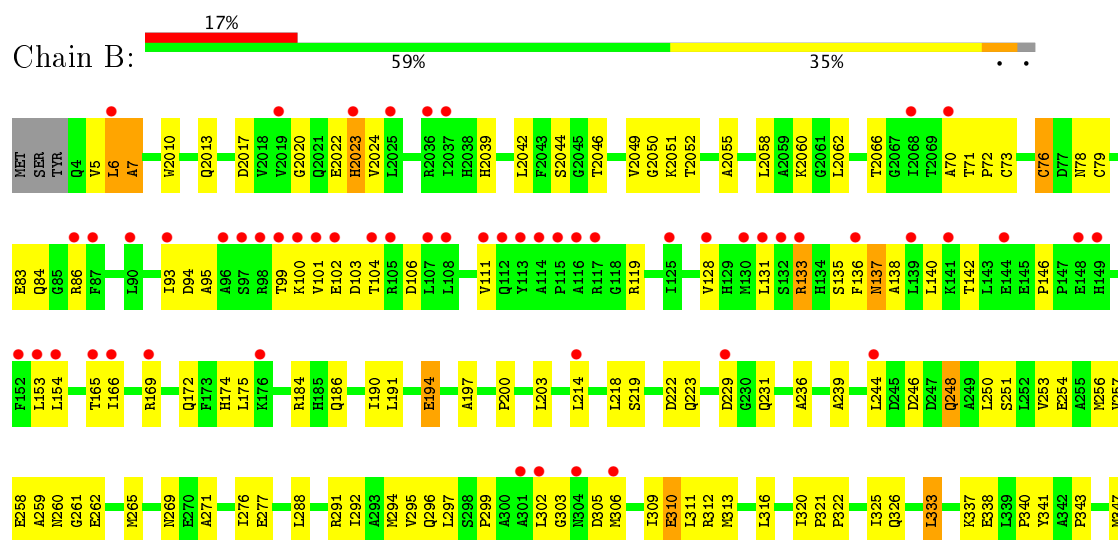 17%
Chain B:
59% 35% • •
MET SER TYR Q4 V5 L6 A7 W2010 Q2013 D2017 V2018 V2019 G2020 Q2021 E2022 H2023 V2024 L2025 R2036 I2037 H2038 H2039 L2042 F2043 S2044 G2045 T2046 V2049 G2050 K2051 T2052 A2055 L2058 A2059 K2060 G2061 L2062 T2066 G2067 I2068 T2069 A70 T71 P72 C73 C76 D77 N78 C79
E83 Q84 G85 R86 F87 L90 I93 D94 A95 A96 S97 R98 T99 K100 V101 E102 D103 T104 R105 D106 L107 L108 V111 Q112 Y113 A114 P115 A116 R117 G118 R119 I125 V128 H129 M130 L131 S132 R133 H134 S135 F136 N137 A138 L139 L140 K141 T142 L143 E144 E145 P146 P147 E148 H149
F152 L153 L154 T165 I166 R169 Q172 F173 H174 L175 K176 R184 H185 Q186 I190 L191 E194 A197 P200 L203 L214 L218 S219 D222 Q223 D229 G230 Q231 A236 A239 L244 D245 D246 D247 Q248 A249 L250 S251 L252 V253 E254 A255 M256 V257
E258 A259 N260 G261 E262 M265 N269 E270 A271 I276 E277 L288 R291 I292 A293 M294 V295 Q296 L297 S298 P299 A300 A301 L302 G303 N304 D305 M306 I309 E310 L311 R312 M313 L316 I320 P321 P322 I325 Q326 L333 K337 E338 L339 P340 Y341 A342 P343 M347